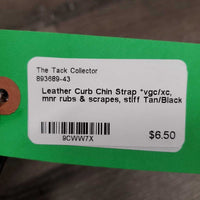 The Tack Collector
893689-43
Leather Curb Chin Strap *vgc/xc,
mnr rubs & scrapes, stiff Tan/Black
$6.50
9CWW7X